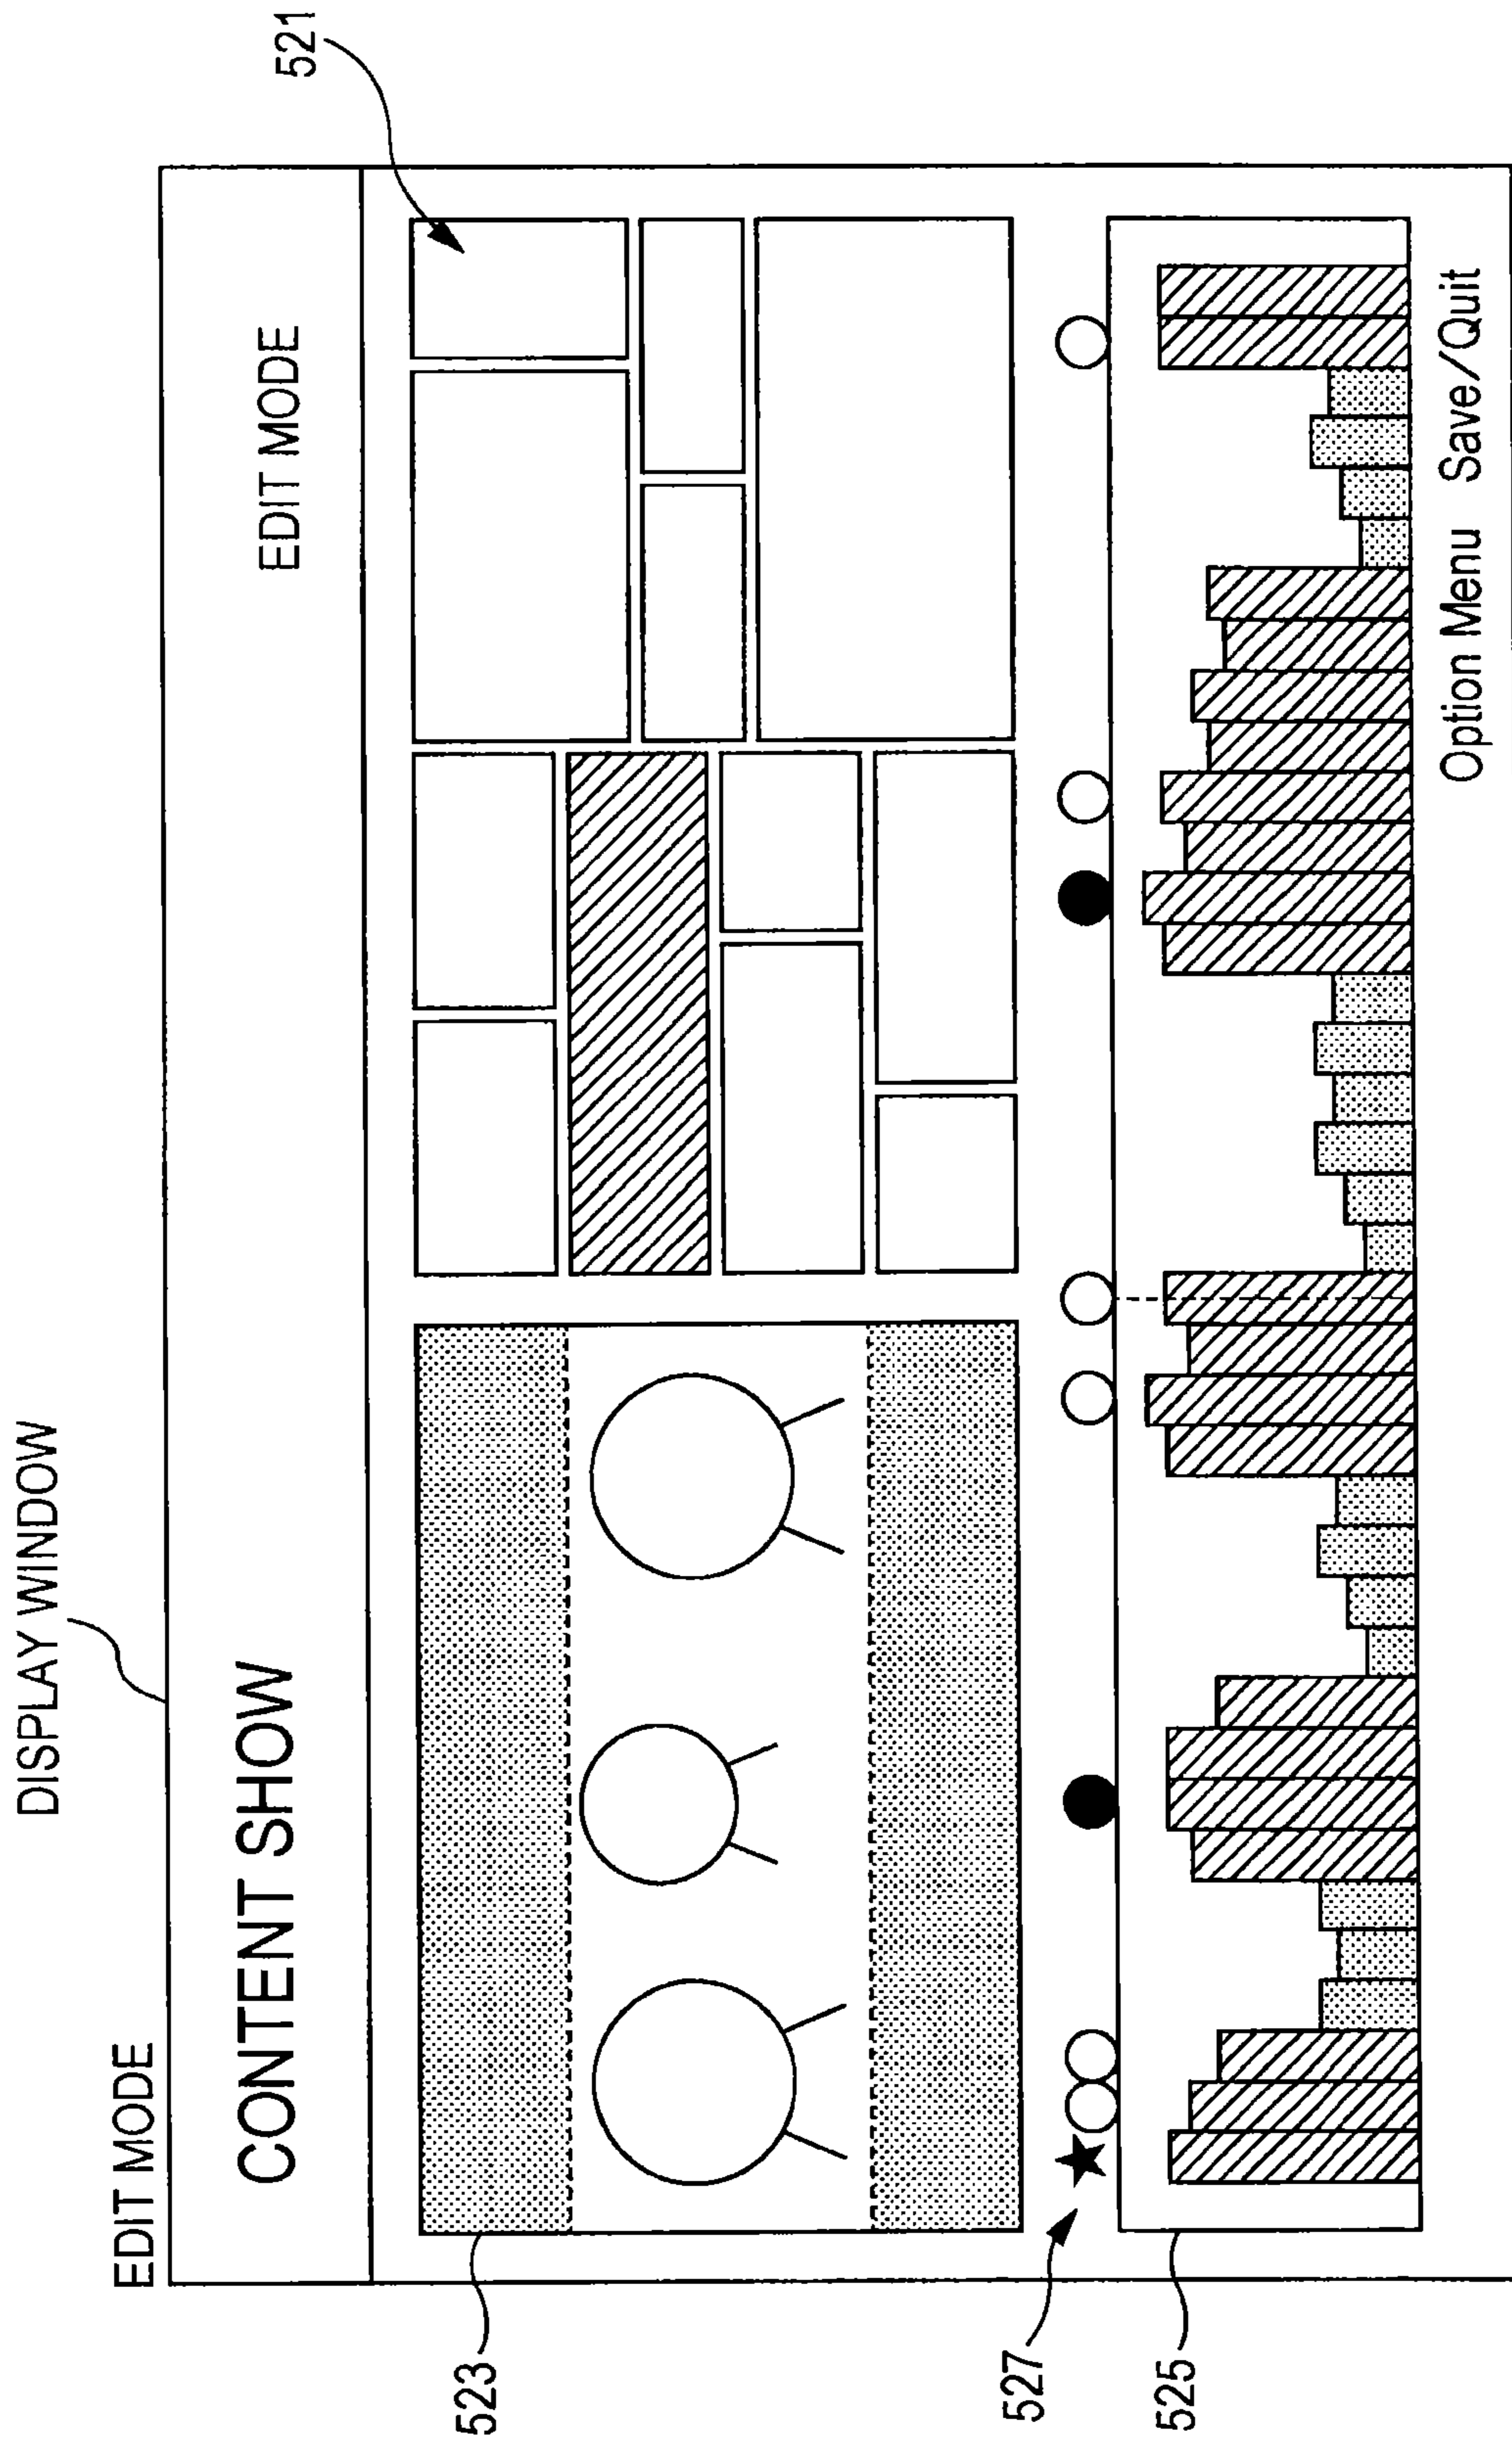 EDIT MODE
DISPLAY WINDOW
CONTENT SHOW
EDIT MODE
521
523
527
525
Option Menu Save/Quit